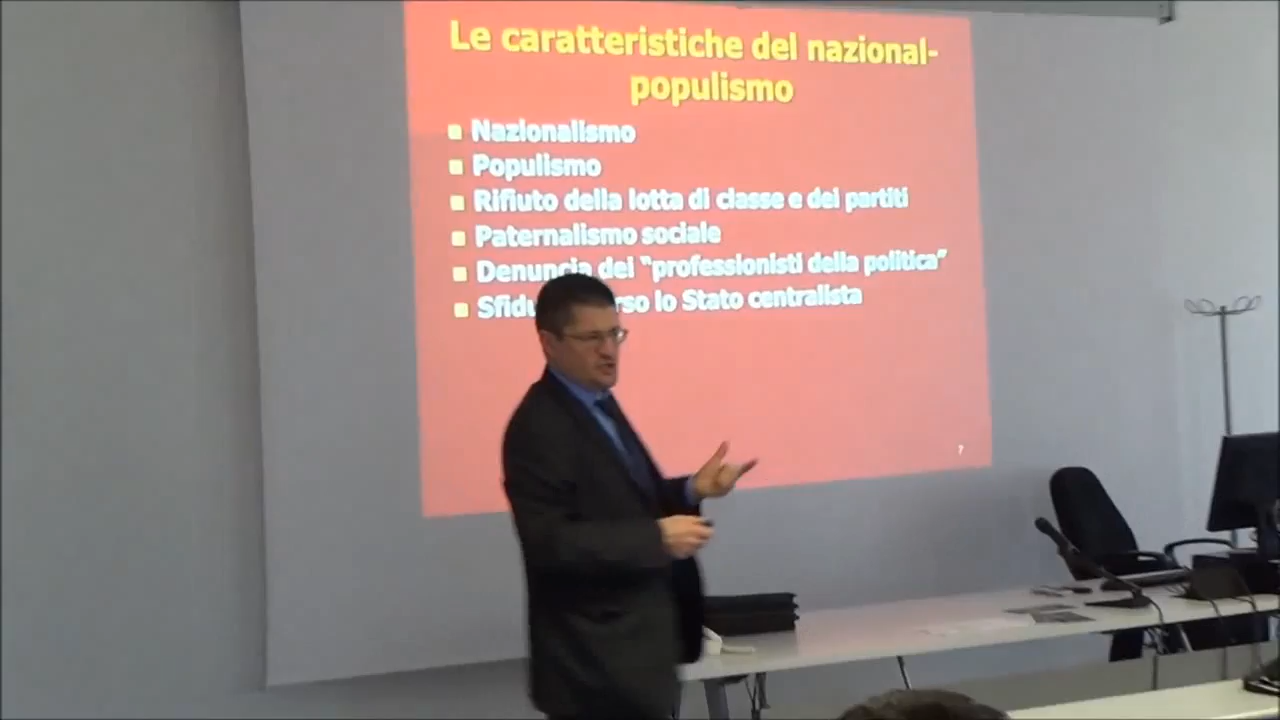 Le caratteristiche del nazional-
populismo
Nazionalismo
Populismo
Rifiuto della lotta di classe e dei partiti
Paternalismo sociale
Denuncia dei “professionisti della politica”
lo Stato centralista
7